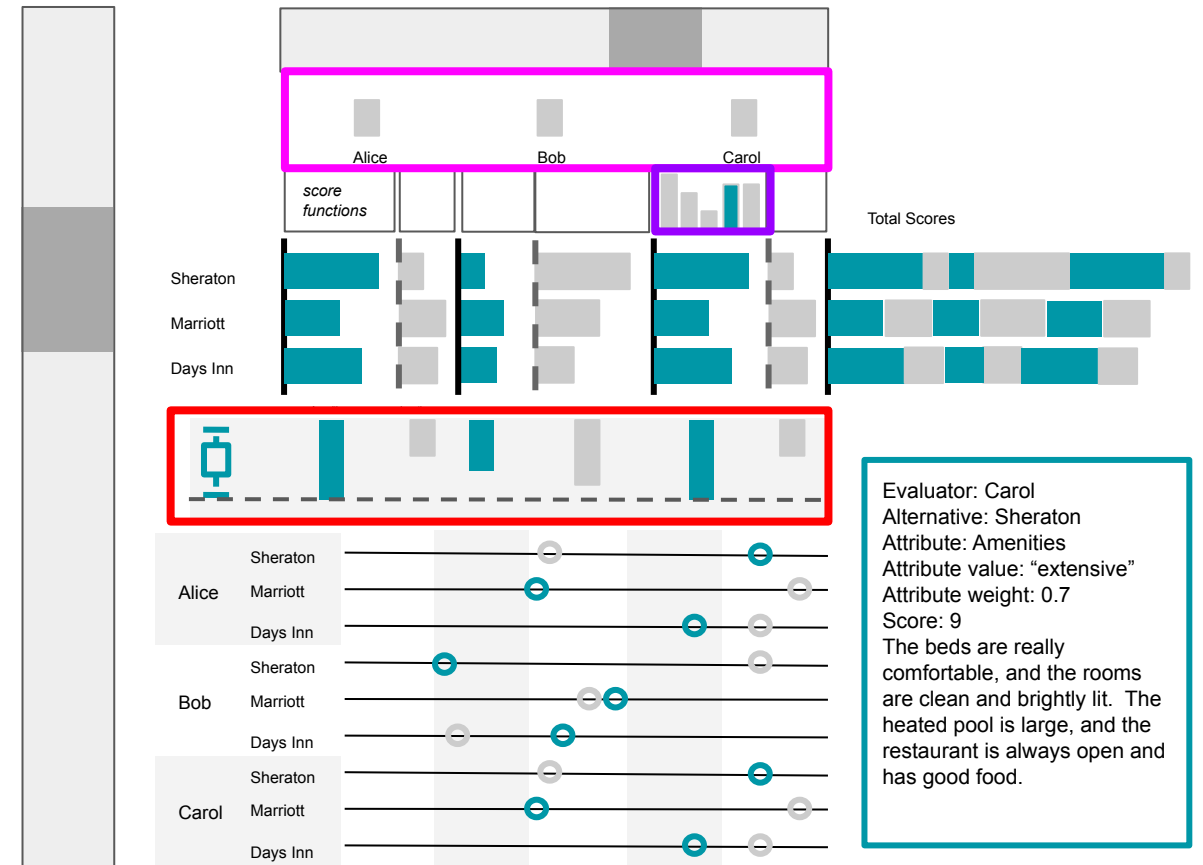 Alice
Bob
Carol
score
functions
Total Scores
Sheraton
Marriott
Days Inn
Evaluator: Carol
Alternative: Sheraton
Attribute: Amenities
Attribute value: “extensive”
Attribute weight: 0.7
Score: 9
The beds are really
comfortable, and the rooms
are clean and brightly lit.  The
heated pool is large, and the
restaurant is always open and
has good food.
Alice
Sheraton
Marriott
Days Inn
Bob
Sheraton
Marriott
Days Inn
Carol
Sheraton
Marriott
Days Inn